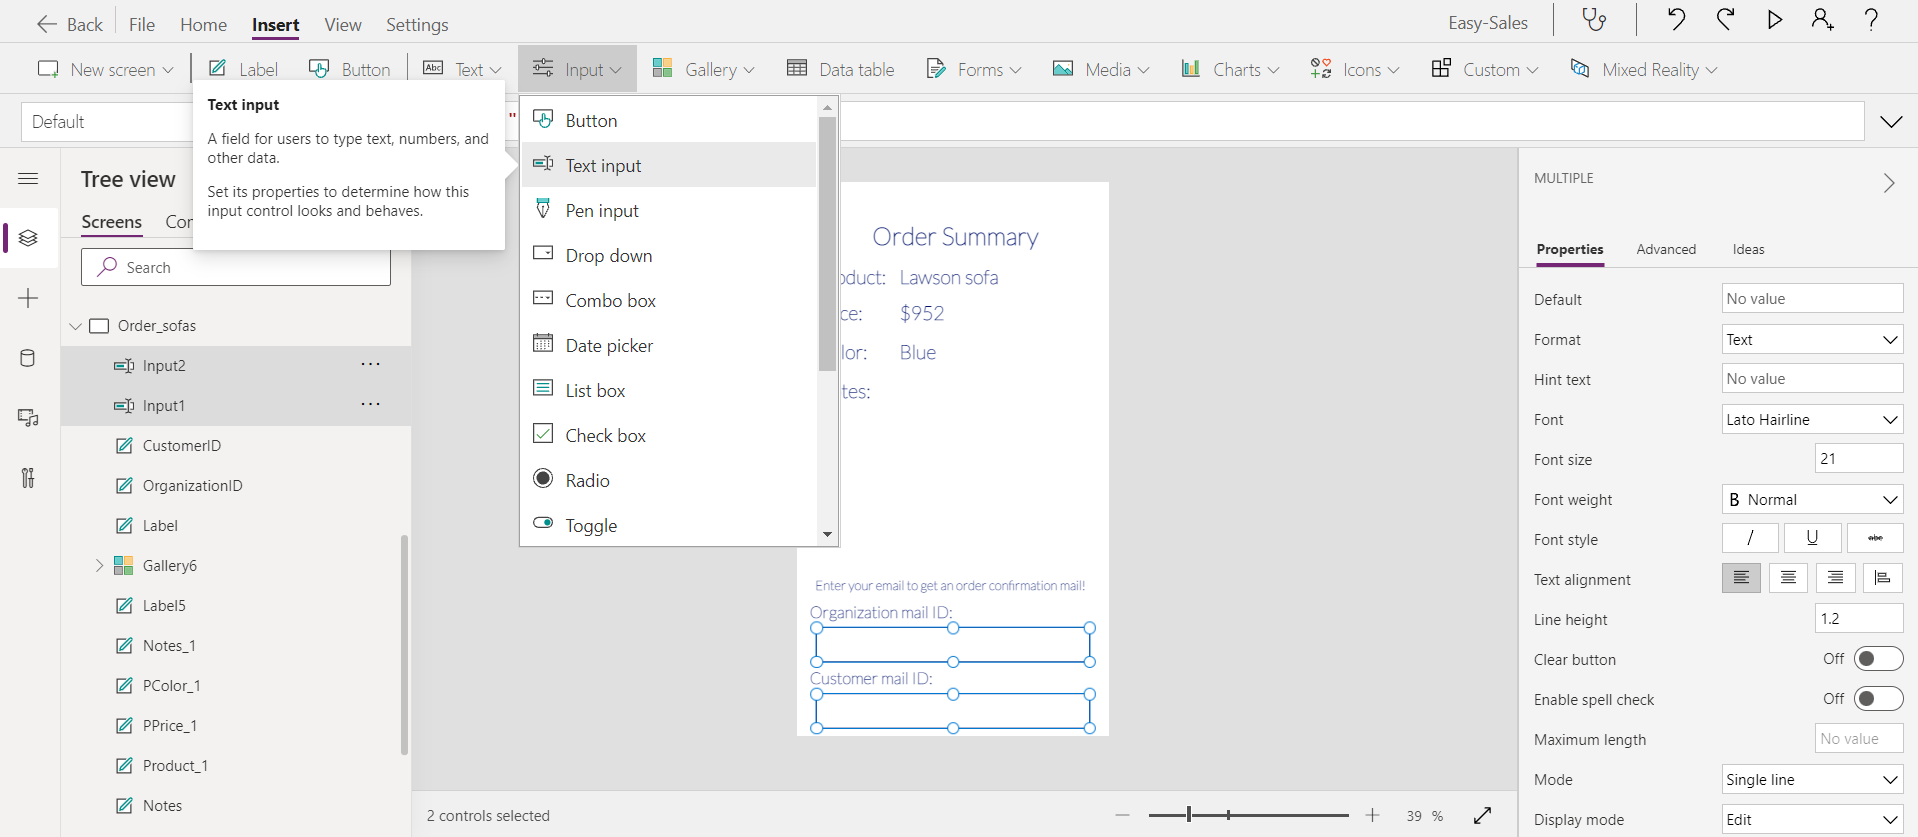 Back File Home Insert View Settings Easy-Sales
New screen Label Button Abc Text Input Gallery Data table Forms Media Charts Icons Custom Mixed Reality
Default "
Text input
A field for users to type text, numbers, and
other data.
Set its properties to determine how this
input control looks and behaves.
Button
Text input
Pen input
Drop down
Combo box
Date picker
List box
Check box
Radio
Toggle
Tree view
Screens Con
Search
Order_sofas
Input2
Input1
CustomerID
OrganizationID
Label
Gallery6
Label5
Notes_1
PColor_1
PPrice_1
Product_1
Notes
Order Summary
oduct: Lawson sofa
ce: $952
lor: Blue
tes:
Enter your email to get an order confirmation mail!
Organization mail ID:
Customer mail ID:
2 controls selected
39 %
MULTIPLE
Properties Advanced Ideas
Default No value
Format Text
Hint text No value
Font Lato Hairline
Font size 21
Font weight B Normal
Font style / U abc
Text alignment
Line height 1.2
Clear button Off
Enable spell check Off
Maximum length No value
Mode Single line
Display mode Edit